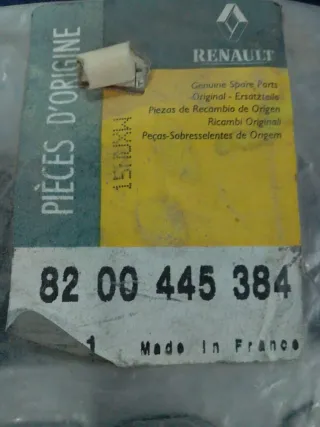 RENAULT
PIÈCES D'ORIGINE
Genuine Spare Parts
Original - Ersatzteile
Piezas de Recambio de Origen
Ricambi Originali
Peças-Sobresselentes de Origem
82 00 445 384
1 Made in France